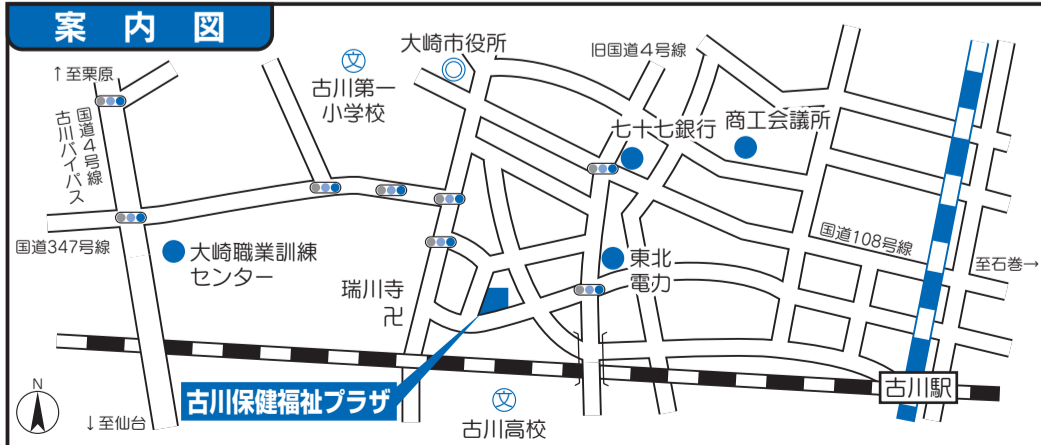 案内図
↑至栗原
国道4号線
古川バイパス
文
古川第一
小学校
大崎市役所
旧国道4号線
七十七銀行
商工会議所
国道347号線
大崎職業訓練
センター
瑞川寺
卍
東北
電力
国道108号線
至石巻→
古川保健福祉プラザ
古川駅
N
↓至仙台
文
古川高校